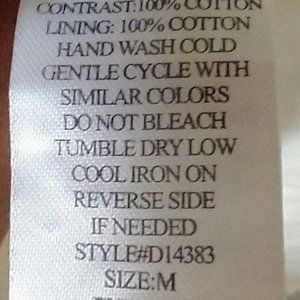 CONTRAST:100% COTTON
LINING: 100% COTTON
HAND WASH COLD
GENTLE CYCLE WITH
SIMILAR COLORS
DO NOT BLEACH
TUMBLE DRY LOW
COOL IRON ON
REVERSE SIDE
IF NEEDED
STYLE#D14383
SIZE:M